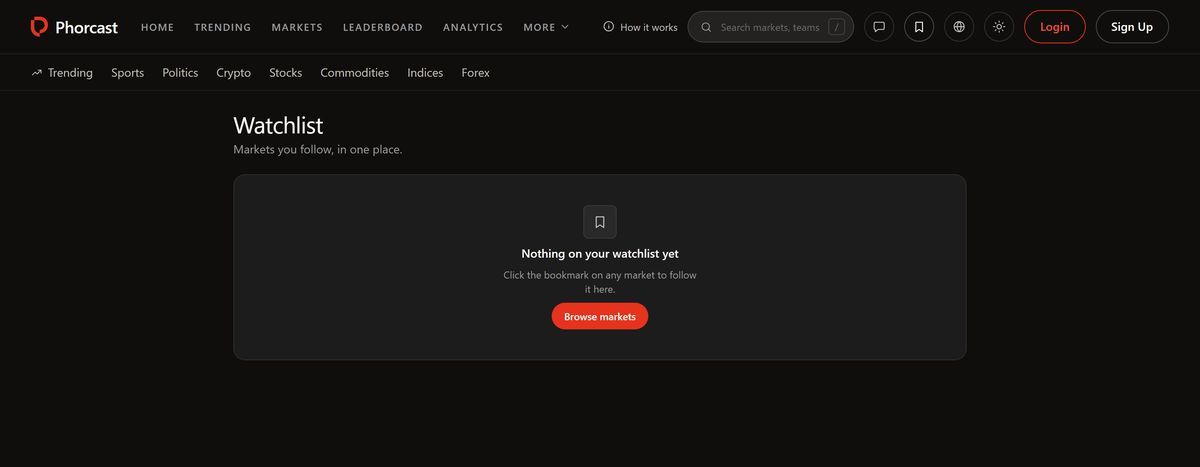 Phorcast
HOME
TRENDING
MARKETS
LEADERBOARD
ANALYTICS
MORE
How it works
Search markets, teams
/
Login
Sign Up
Trending
Sports
Politics
Crypto
Stocks
Commodities
Indices
Forex
Watchlist
Markets you follow, in one place.
Nothing on your watchlist yet
Click the bookmark on any market to follow
it here.
Browse markets